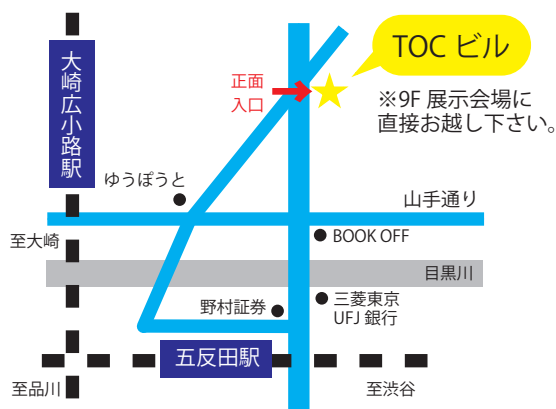 TOC ビル
大崎広小路駅
正面
入口
※9F 展示会場に
直接お越し下さい。
ゆうぽうと
山手通り
至大崎
BOOK OFF
目黒川
野村証券
三菱東京
UFJ 銀行
五反田駅
至品川
至渋谷